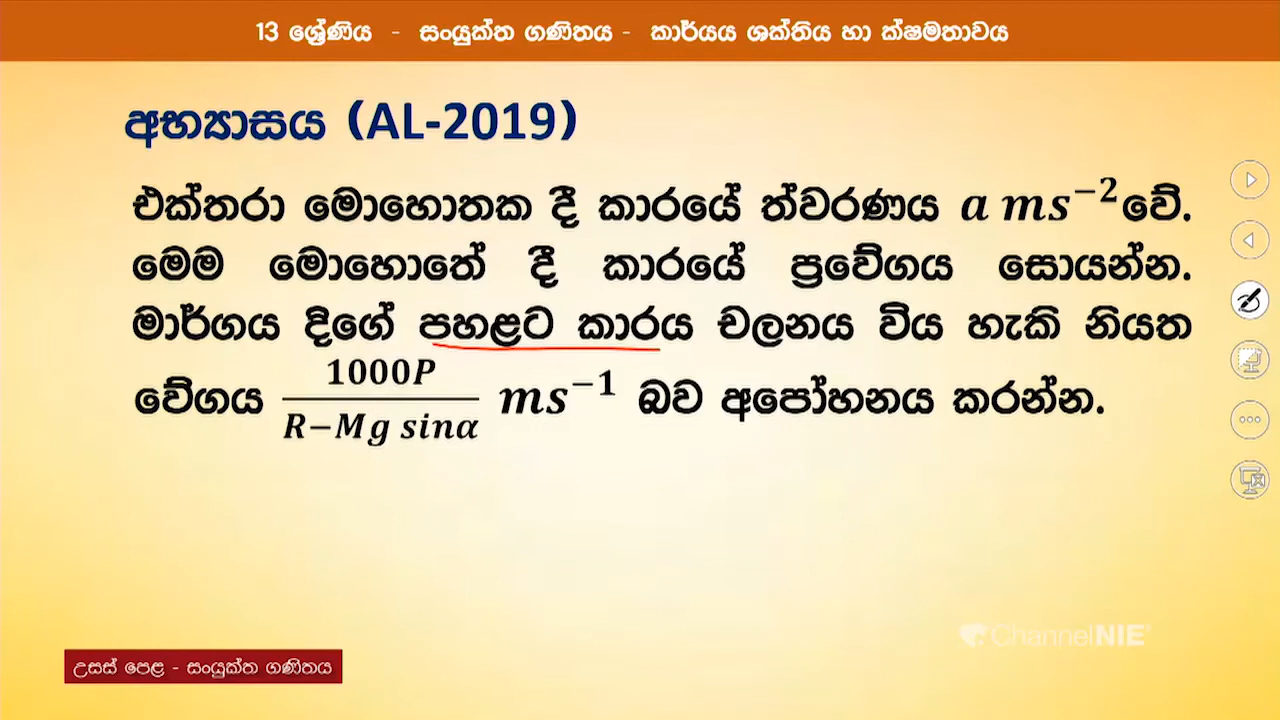 13 ශ්‍රේණිය - සංයුක්ත ගණිතය - කාර්යය ශක්තිය හා ක්ෂමතාවය
අභ්‍යාසය (AL-2019)
එක්තරා මොහොතක දී කාරයේ ත්වරණය a ms⁻² වේ.
මෙම මොහොතේ දී කාරයේ ප්‍රවේගය සොයන්න.
මාර්ගය දිගේ පහළට කාරය චලනය විය හැකි නියත
වේගය 1000P / (R−Mg sinα) ms⁻¹ බව අපෝහනය කරන්න.
ChannelNIE
උසස් පෙළ - සංයුක්ත ගණිතය